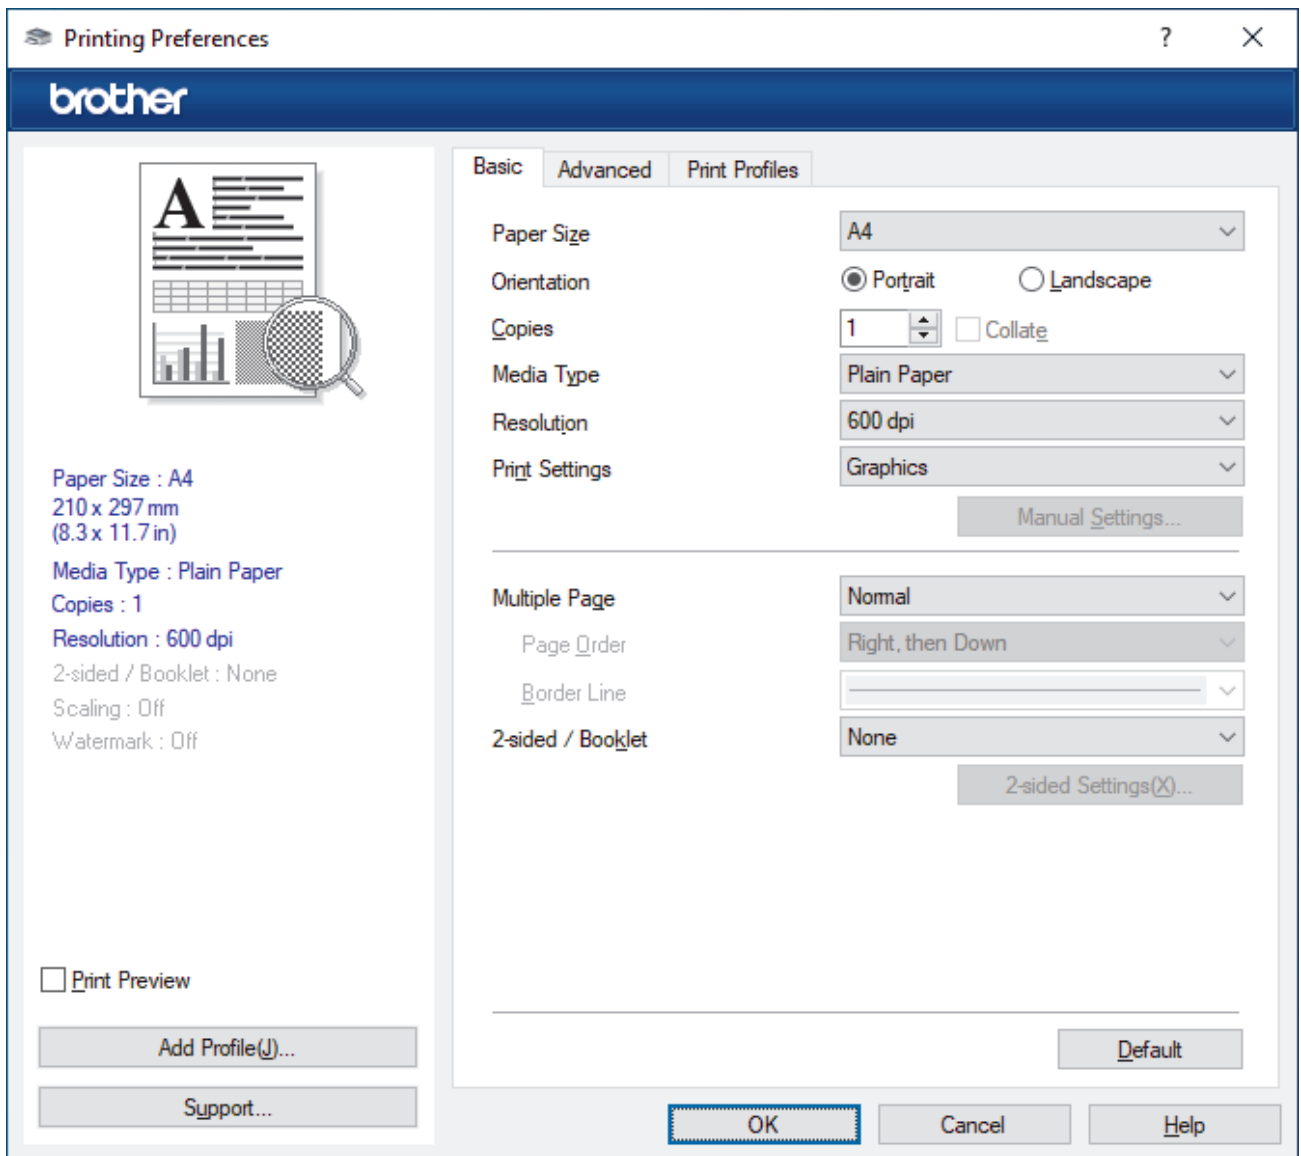 Printing Preferences
?
brother
A
Paper Size : A4
210 x 297 mm
(8.3 x 11.7 in)
Media Type : Plain Paper
Copies : 1
Resolution : 600 dpi
2-sided / Booklet : None
Scaling : Off
Watermark : Off
Print Preview
Add Profile(J)...
Support...
Basic Advanced Print Profiles
Paper Size A4
Orientation Portrait Landscape
Copies 1 Collate
Media Type Plain Paper
Resolution 600 dpi
Print Settings Graphics
Manual Settings...
Multiple Page Normal
Page Order Right, then Down
Border Line
2-sided / Booklet None
2-sided Settings(X)...
Default
OK Cancel Help